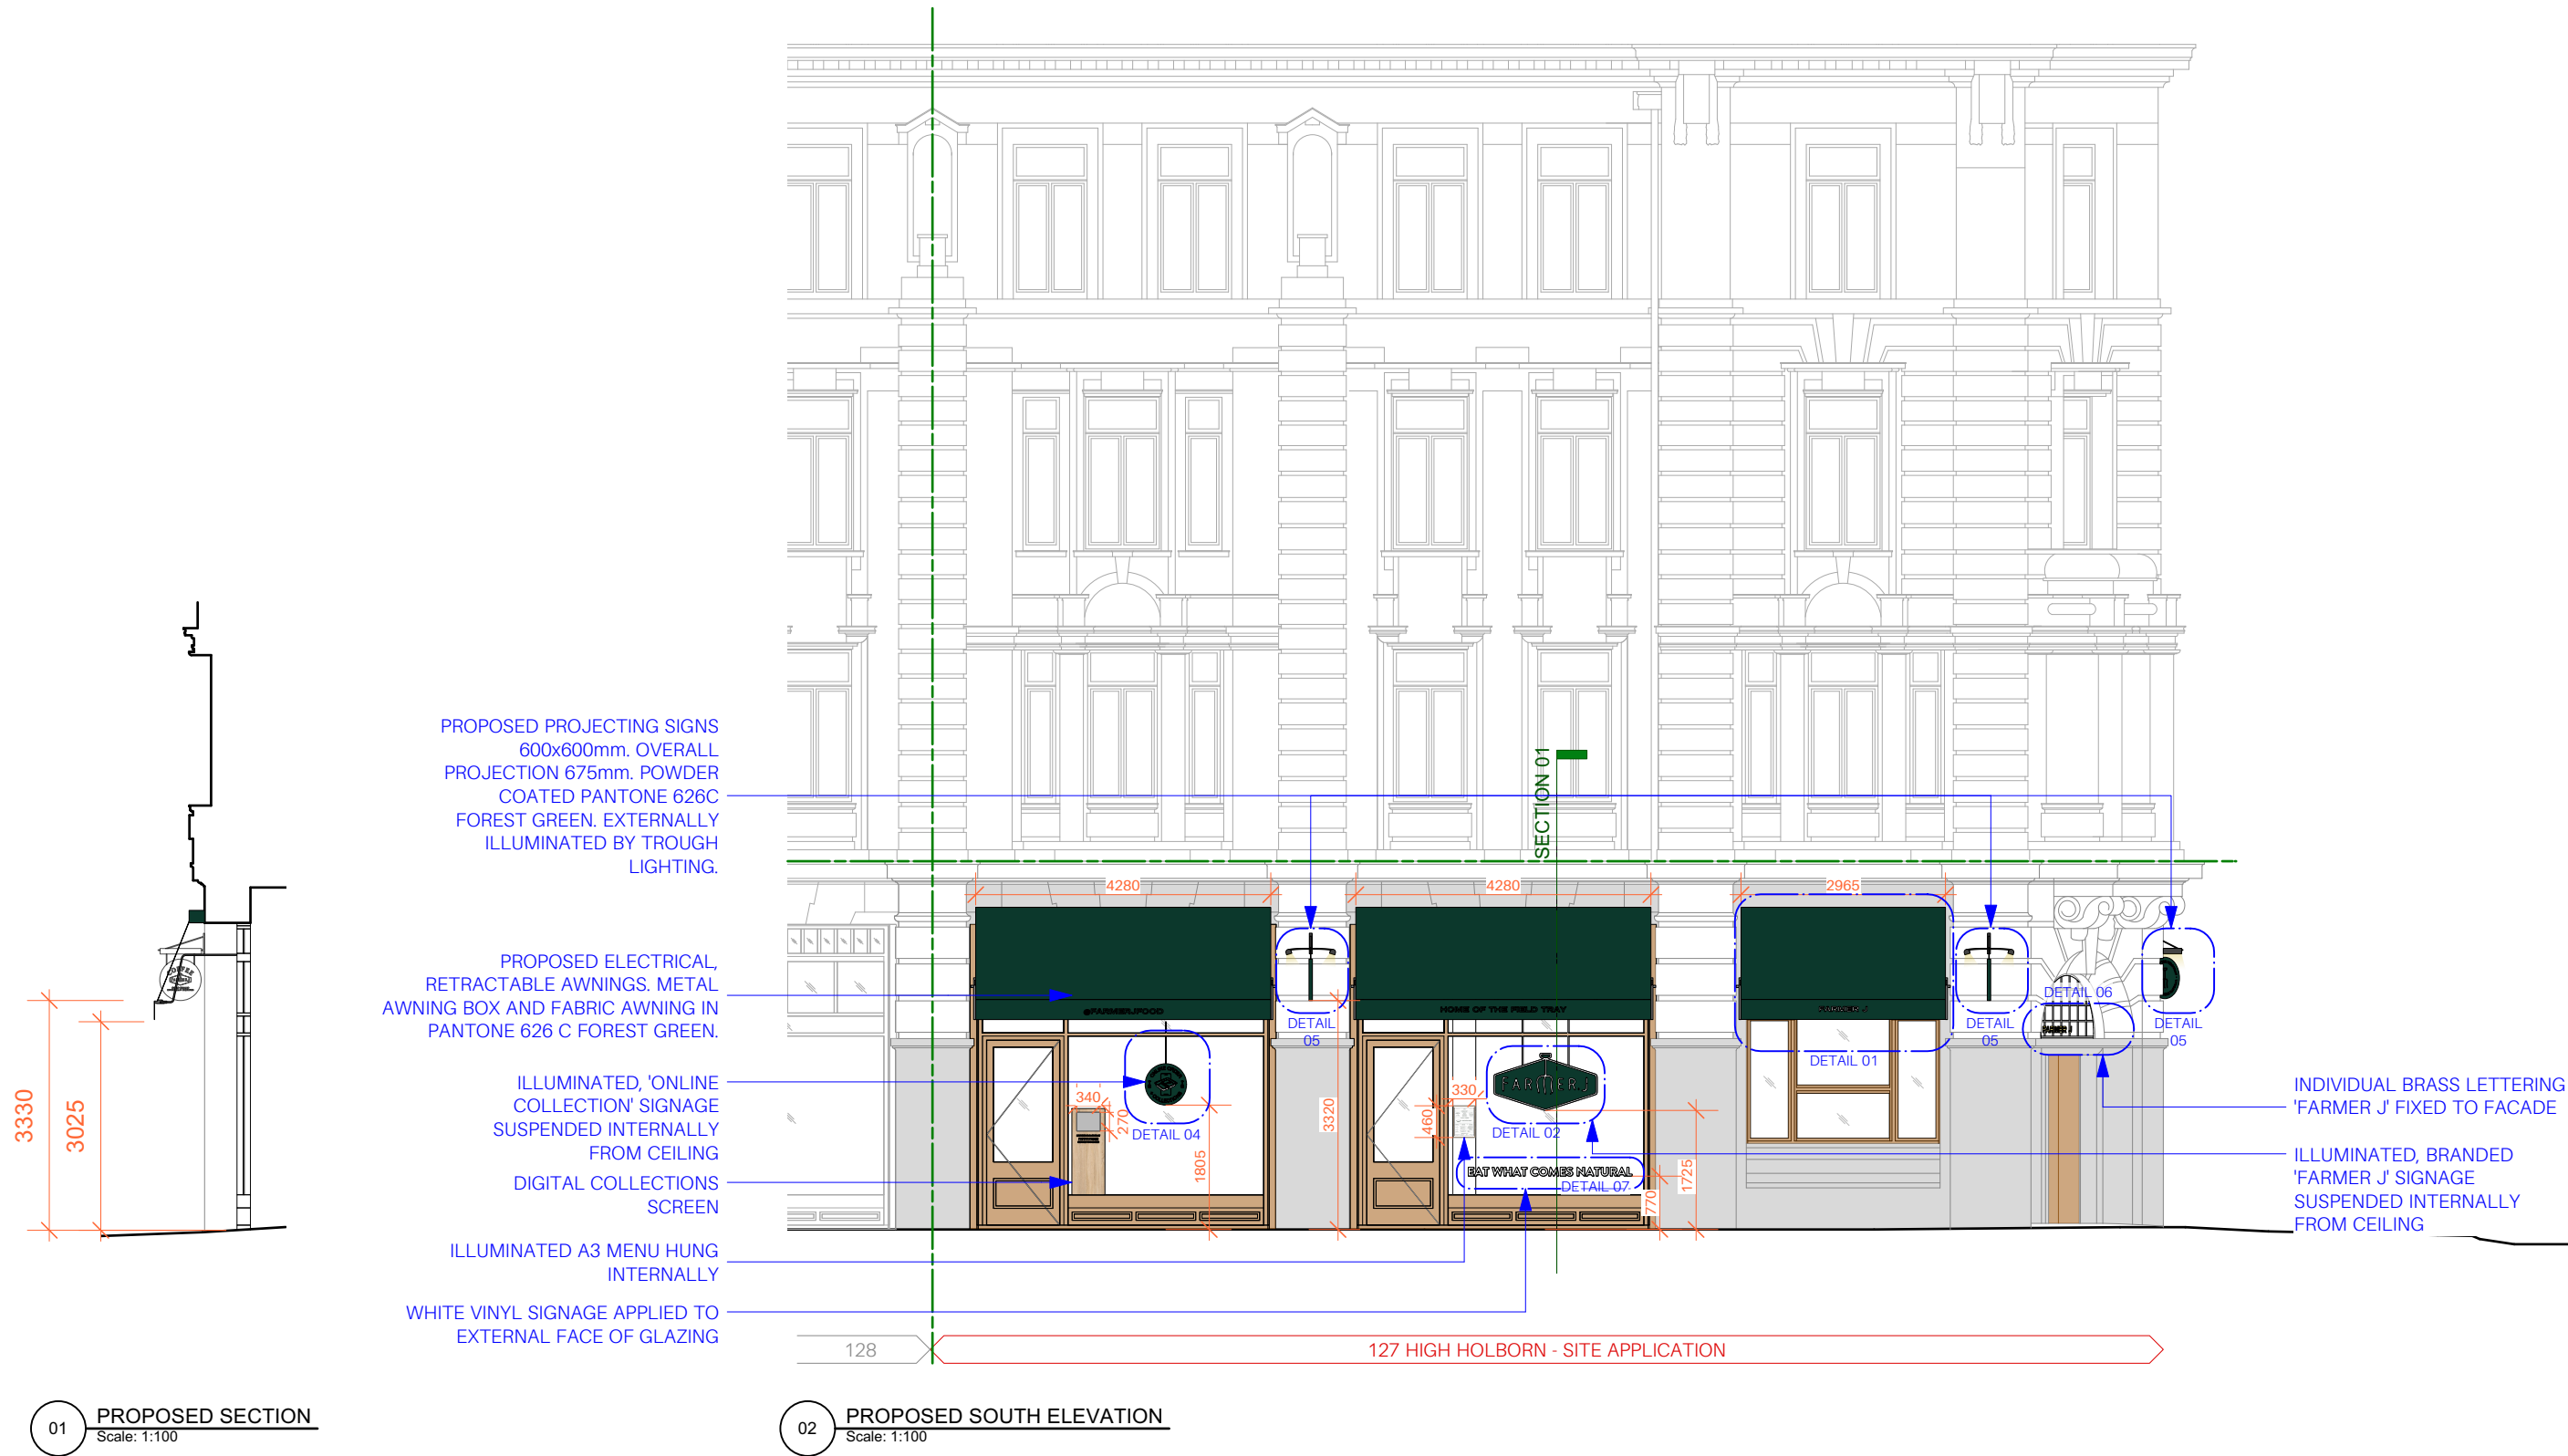 PROPOSED PROJECTING SIGNS
600x600mm. OVERALL
PROJECTION 675mm. POWDER
COATED PANTONE 626C
FOREST GREEN. EXTERNALLY
ILLUMINATED BY TROUGH
LIGHTING.
PROPOSED ELECTRICAL,
RETRACTABLE AWNINGS. METAL
AWNING BOX AND FABRIC AWNING IN
PANTONE 626 C FOREST GREEN.
ILLUMINATED, 'ONLINE
COLLECTION' SIGNAGE
SUSPENDED INTERNALLY
FROM CEILING
DIGITAL COLLECTIONS
SCREEN
ILLUMINATED A3 MENU HUNG
INTERNALLY
WHITE VINYL SIGNAGE APPLIED TO
EXTERNAL FACE OF GLAZING
3330
3025
COFFEE
SECTION 01
4280
4280
2965
@FARMERJFOOD
HOME OF THE FIELD TRAY
FARMER J
DETAIL
05
DETAIL 01
DETAIL
05
DETAIL 06
FARMER J
DETAIL
05
340
270
DETAIL 04
1805
3320
330
460
FARMER.J
DETAIL 02
EAT WHAT COMES NATURAL
DETAIL 07
770
1725
INDIVIDUAL BRASS LETTERING
'FARMER J' FIXED TO FACADE
ILLUMINATED, BRANDED
'FARMER J' SIGNAGE
SUSPENDED INTERNALLY
FROM CEILING
128
127 HIGH HOLBORN - SITE APPLICATION
01
PROPOSED SECTION
Scale: 1:100
02
PROPOSED SOUTH ELEVATION
Scale: 1:100